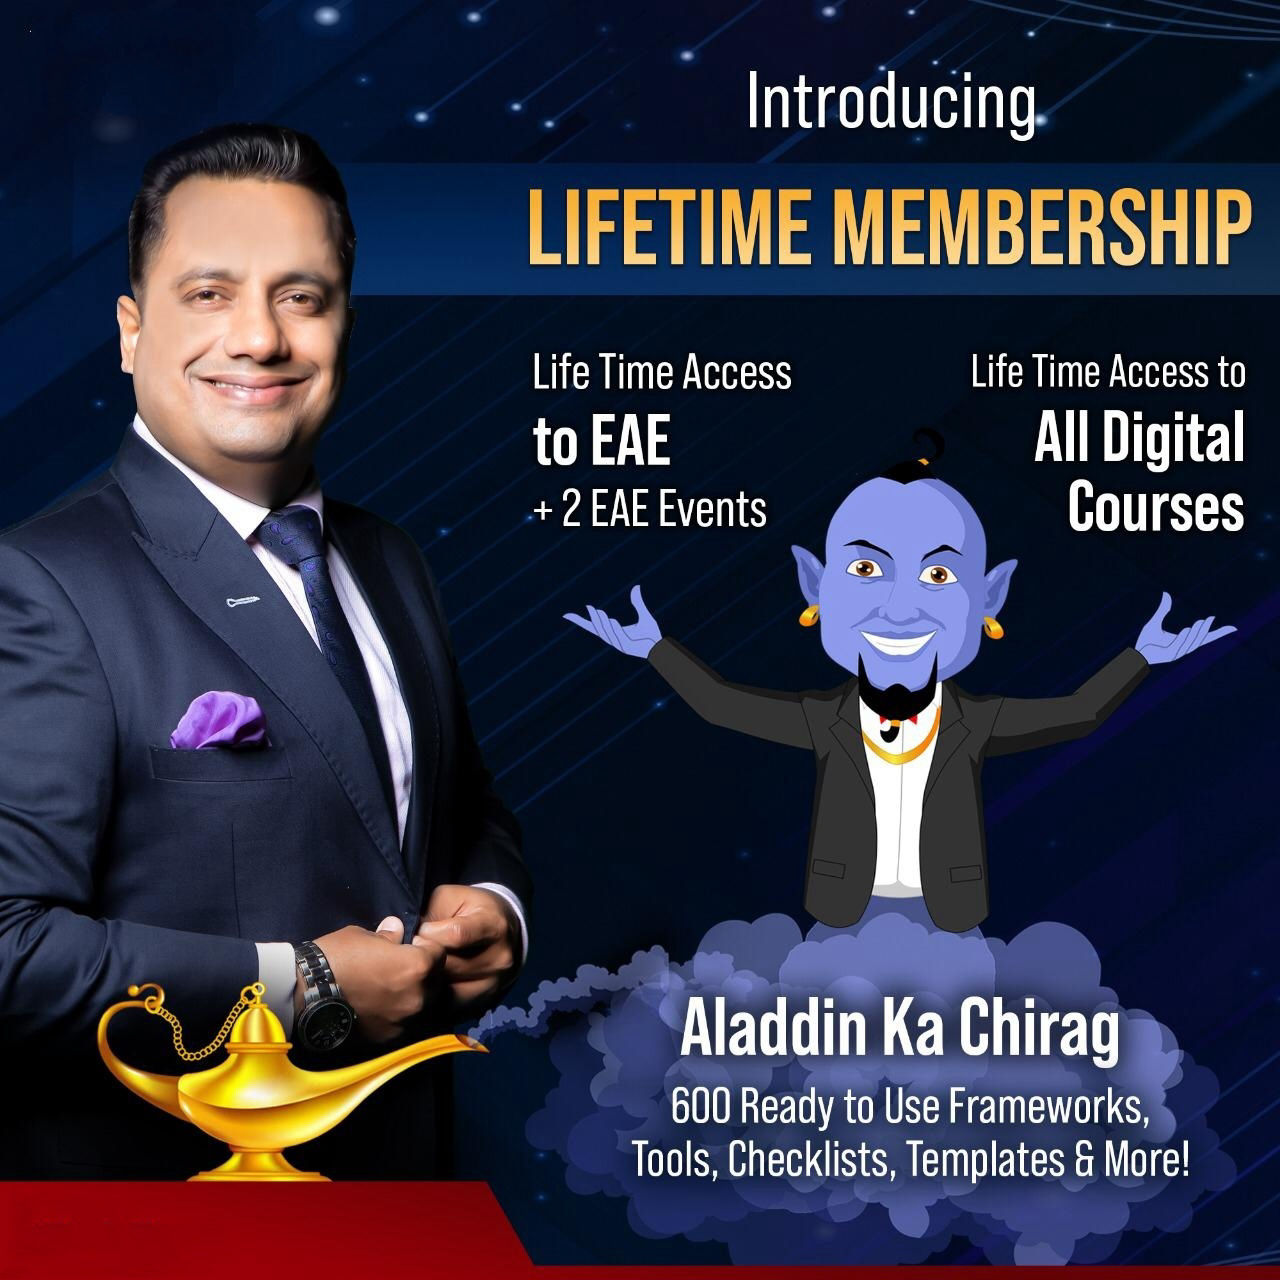 Introducing
LIFETIME MEMBERSHIP
Life Time Access
to EAE
+ 2 EAE Events
Life Time Access to
All Digital
Courses
Aladdin Ka Chirag
600 Ready to Use Frameworks,
Tools, Checklists, Templates & More!